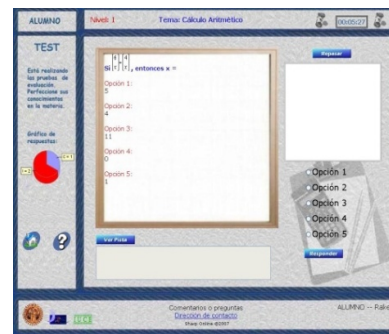 ALUMNO
Nivel: 1
Tema: Cálculo Aritmético
00:05:27
TEST
Está realizando
las pruebas de
evaluación.
Perfeccione sus
conocimientos
en la materia.
Gráfico de
respuestas:
Si
, entonces x =
Opción 1:
5
Opción 2:
4
Opción 3:
11
Opción 4:
0
Opción 5:
1
Repasar
Opción 1
Opción 2
Opción 3
Opción 4
Opción 5
Responder
Ver Pista
Comentarios o preguntas
Dirección de contacto
ALUMNO -- Rake